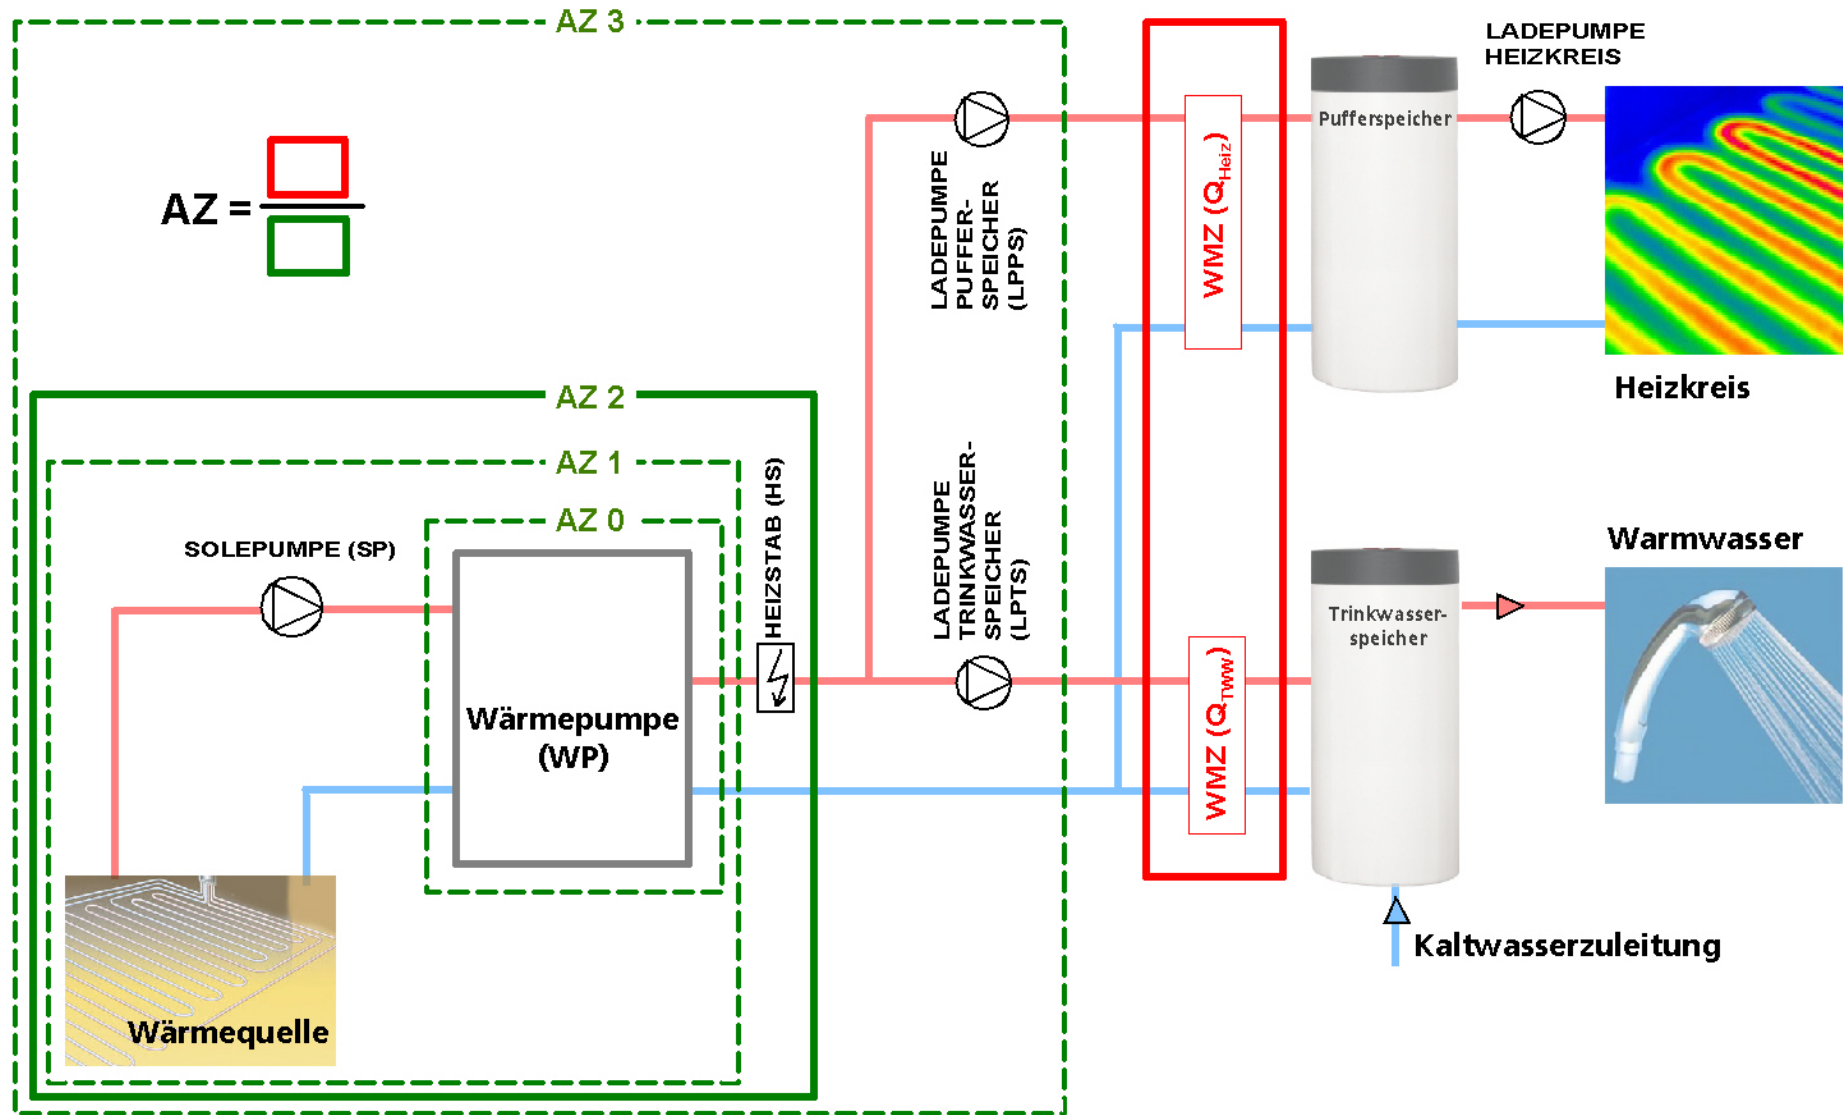 AZ 3
LADEPUMPE
HEIZKREIS
Pufferspeicher
AZ =
LADEPUMPE
PUFFER-
SPEICHER
(LPPS)
WMZ (QHeiz)
Heizkreis
AZ 2
AZ 1
AZ 0
HEIZSTAB (HS)
LADEPUMPE
TRINKWASSER-
SPEICHER
(LPTS)
SOLEPUMPE (SP)
Warmwasser
Trinkwasser-
speicher
Wärmepumpe
(WP)
WMZ (QTWW)
Kaltwasserzuleitung
Wärmequelle